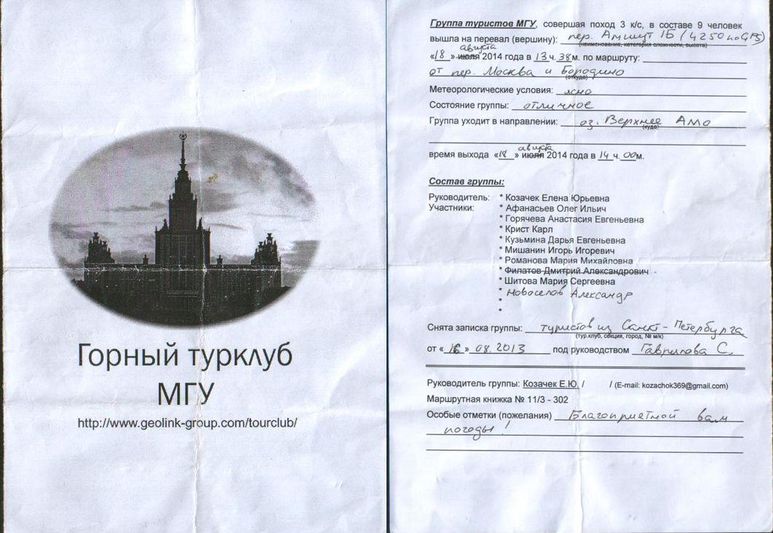 Горный турклуб
МГУ
http://www.geolink-group.com/tourclub/
Группа туристов МГУ, совершая поход 3 к/с, в составе 9 человек
вышла на перевал (вершину): пер. Амшут 1Б (4250 по GPS)
(наименование, категория сложности, высота)
августа
«18» июля 2014 года в 13 ч. 38 м. по маршруту:
от пер. Москва и Бородино
(откуда)
Метеорологические условия: ясно
Состояние группы: отличное
Группа уходит в направлении: оз. Верхнее Ало
(куда)
августа
время выхода «18» июля 2014 года в 14 ч. 00 м.
Состав группы:
Руководитель: * Козачек Елена Юрьевна
Участники: * Афанасьев Олег Ильич
* Горячева Анастасия Евгеньевна
* Крист Карл
* Кузьмина Дарья Евгеньевна
* Мишанин Игорь Игоревич
* Романова Мария Михайловна
* Филатов Дмитрий Александрович
* Шитова Мария Сергеевна
* Новоселов Александр
*
Снята записка группы: туристов из Санкт-Петербурга
(тур.клуб, секция, город, № м/к)
от «16» 08.2013 под руководством Гаврилова С.
Руководитель группы: Козачек Е.Ю. / / (E-mail: kozachok369@gmail.com)
Маршрутная книжка № 11/3 - 302
Особые отметки (пожелания) Благоприятной вам
погоды!